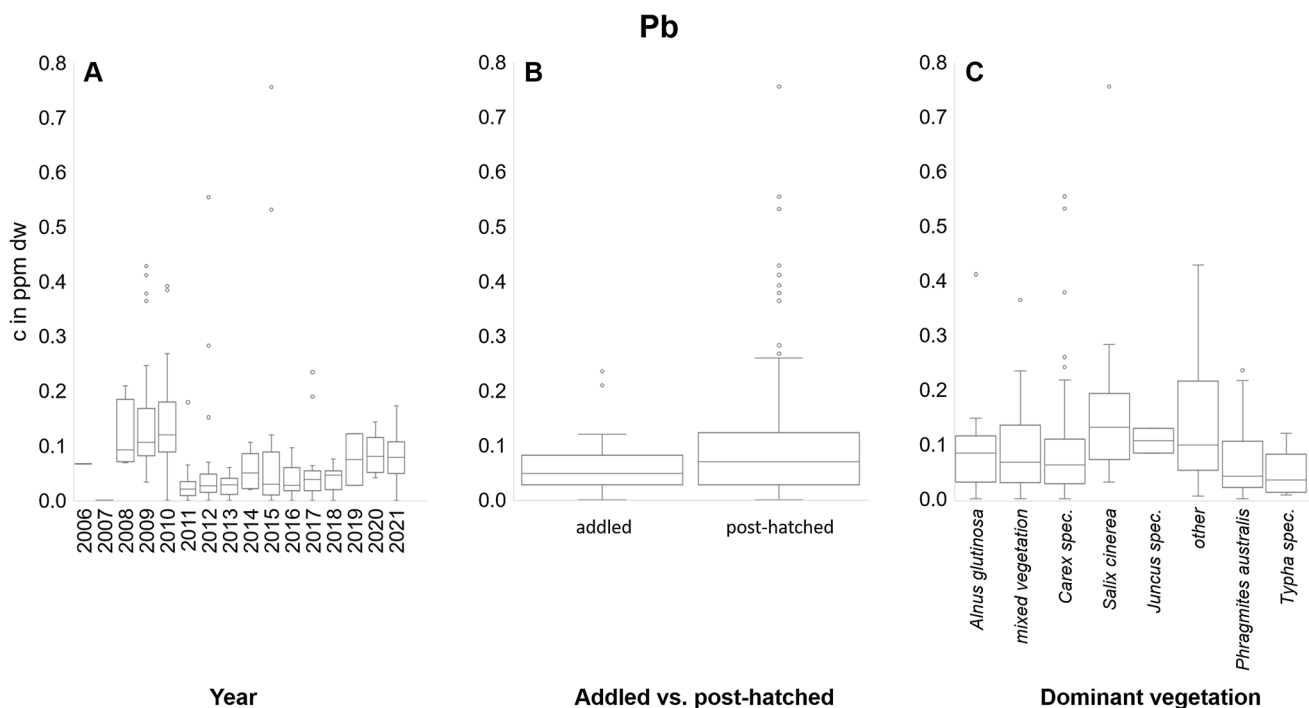 Pb
A
0.8
0.7
0.6
0.5
0.4
0.3
0.2
0.1
0.0
c in ppm dw
2006
2007
2008
2009
2010
2011
2012
2013
2014
2015
2016
2017
2018
2019
2020
2021
Year
B
0.8
0.7
0.6
0.5
0.4
0.3
0.2
0.1
0.0
addled
post-hatched
Addled vs. post-hatched
C
0.8
0.7
0.6
0.5
0.4
0.3
0.2
0.1
0.0
Alnus glutinosa
mixed vegetation
Carex spec.
Salix cinerea
Juncus spec.
other
Phragmites australis
Typha spec.
Dominant vegetation